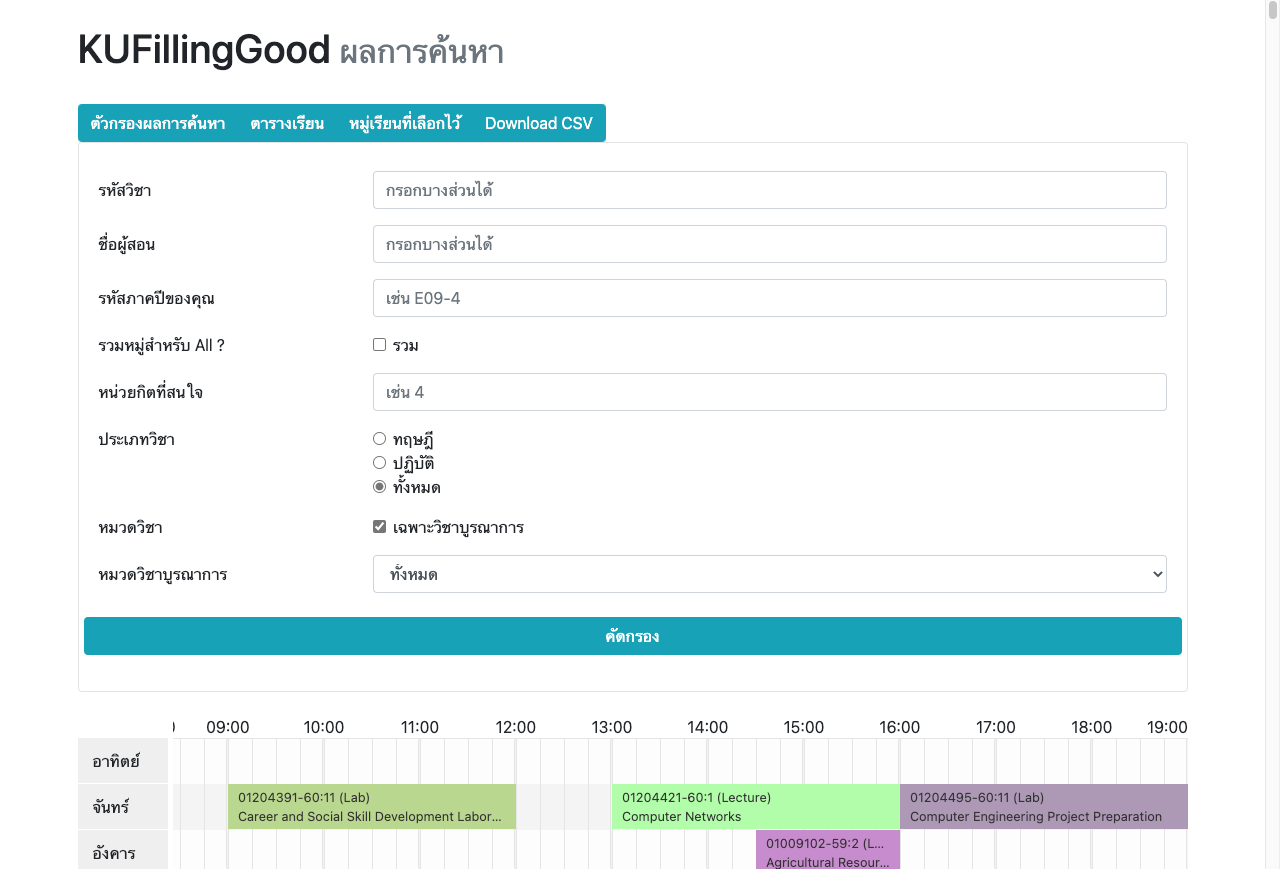 KUFillingGood ผลการค้นหา
ตัวกรองผลการค้นหา ตารางเรียน หมู่เรียนที่เลือกไว้ Download CSV
รหัสวิชา กรอกบางส่วนได้
ชื่อผู้สอน กรอกบางส่วนได้
รหัสภาคปีของคุณ เช่น E09-4
รวมหมู่สำหรับ All ? รวม
หน่วยกิตที่สนใจ เช่น 4
ประเภทวิชา ทฤษฎี
ปฏิบัติ
ทั้งหมด
หมวดวิชา เฉพาะวิชาบูรณาการ
หมวดวิชาบูรณาการ ทั้งหมด
คัดกรอง
09:00 10:00 11:00 12:00 13:00 14:00 15:00 16:00 17:00 18:00 19:00
อาทิตย์
จันทร์
01204391-60:11 (Lab)
Career and Social Skill Development Labor...
01204421-60:1 (Lecture)
Computer Networks
01204495-60:11 (Lab)
Computer Engineering Project Preparation
อังคาร
01009102-59:2 (L...
Agricultural Resour...